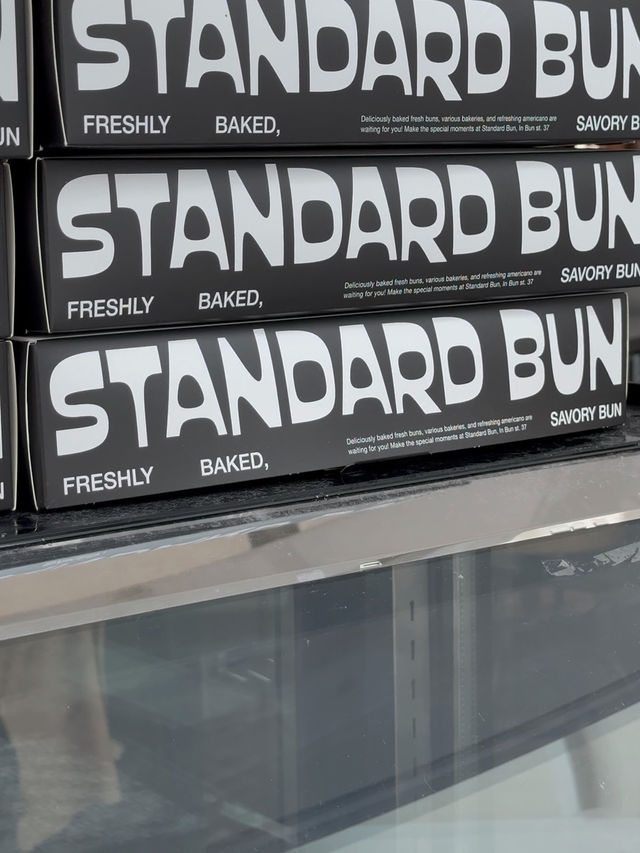 STANDARD BUN
FRESHLY BAKED,
Deliciously baked fresh buns, various bakeries, and refreshing americano are
waiting for you! Make the special moments at Standard Bun, In Bun st. 37
SAVORY B
UN
STANDARD BUN
FRESHLY BAKED,
Deliciously baked fresh buns, various bakeries, and refreshing americano are
waiting for you! Make the special moments at Standard Bun, In Bun st. 37
SAVORY BUN
STANDARD BUN
FRESHLY BAKED,
Deliciously baked fresh buns, various bakeries, and refreshing americano are
waiting for you! Make the special moments at Standard Bun, In Bun st. 37
SAVORY BUN